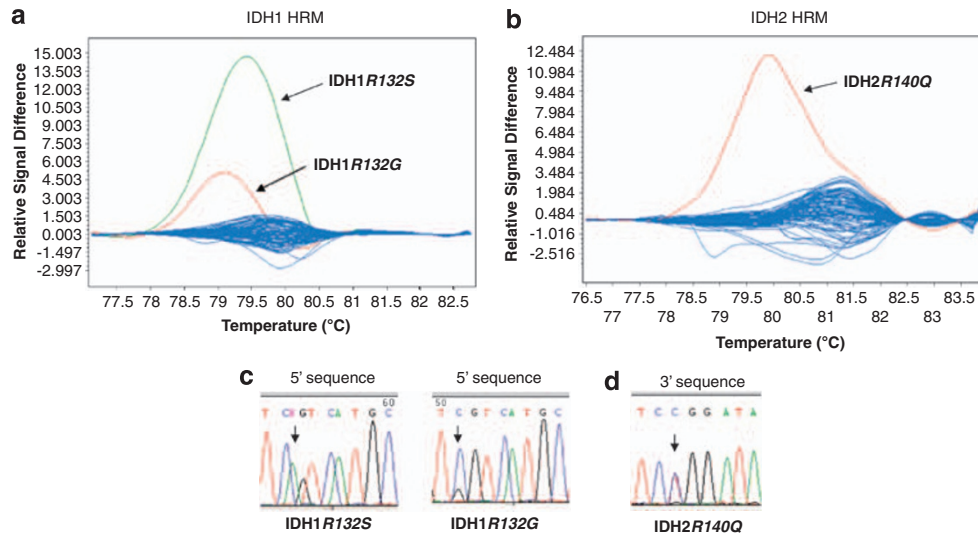 a
IDH1 HRM
Relative Signal Difference
15.003
13.503
12.003
10.503
9.003
7.503
6.003
4.503
3.003
1.503
0.003
-1.497
-2.997
IDH1R132S
IDH1R132G
77.5 78 78.5 79 79.5 80 80.5 81 81.5 82 82.5
Temperature (°C)
b
IDH2 HRM
Relative Signal Difference
12.484
10.984
9.484
7.984
6.484
4.984
3.484
1.984
0.484
-1.016
-2.516
IDH2R140Q
76.5 77.5 78.5 79.5 80.5 81.5 82.5 83.5
77 78 79 80 81 82 83
Temperature (°C)
c
5' sequence
60
GTCATGC
IDH1R132S
5' sequence
50
TCGTCATGC
IDH1R132G
d
3' sequence
TCCGGATA
IDH2R140Q